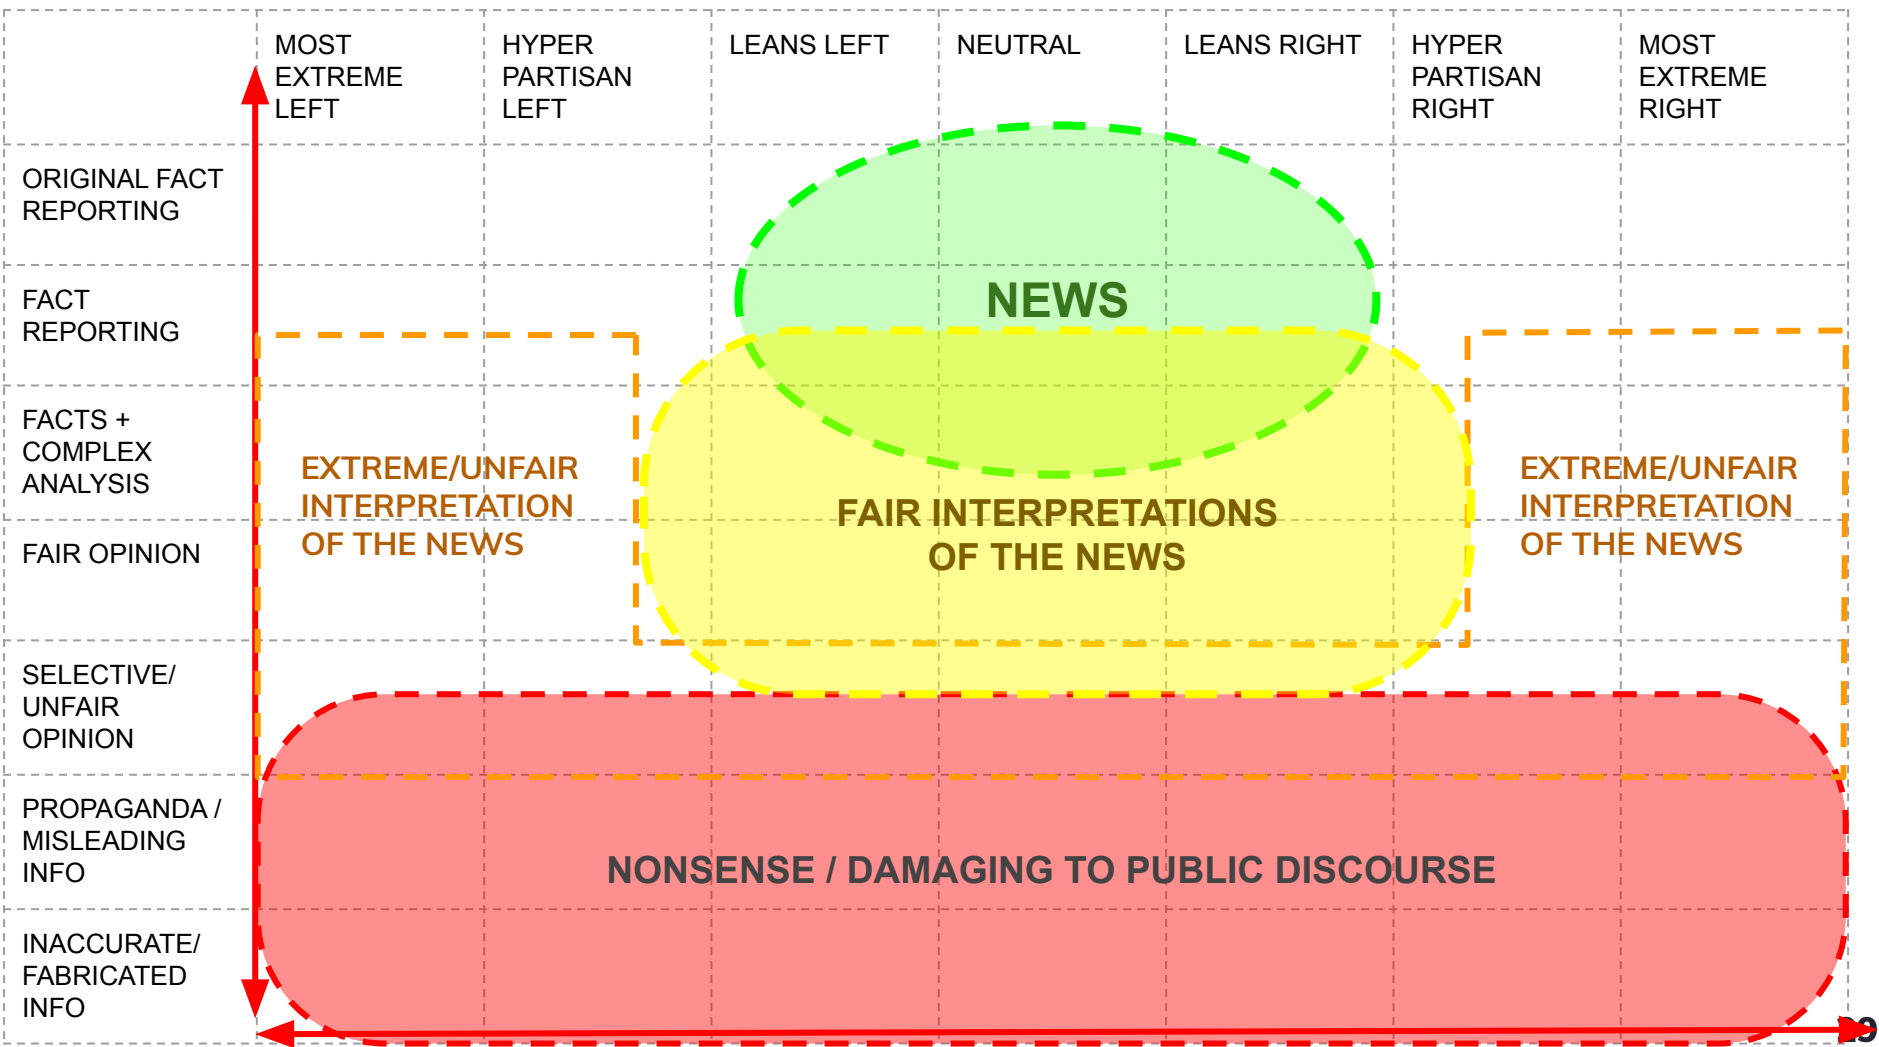 MOST
EXTREME
LEFT
HYPER
PARTISAN
LEFT
LEANS LEFT
NEUTRAL
LEANS RIGHT
HYPER
PARTISAN
RIGHT
MOST
EXTREME
RIGHT
ORIGINAL FACT
REPORTING
FACT
REPORTING
NEWS
FACTS +
COMPLEX
ANALYSIS
EXTREME/UNFAIR
INTERPRETATION
OF THE NEWS
FAIR INTERPRETATIONS
OF THE NEWS
EXTREME/UNFAIR
INTERPRETATION
OF THE NEWS
FAIR OPINION
SELECTIVE/
UNFAIR
OPINION
PROPAGANDA /
MISLEADING
INFO
NONSENSE / DAMAGING TO PUBLIC DISCOURSE
INACCURATE/
FABRICATED
INFO